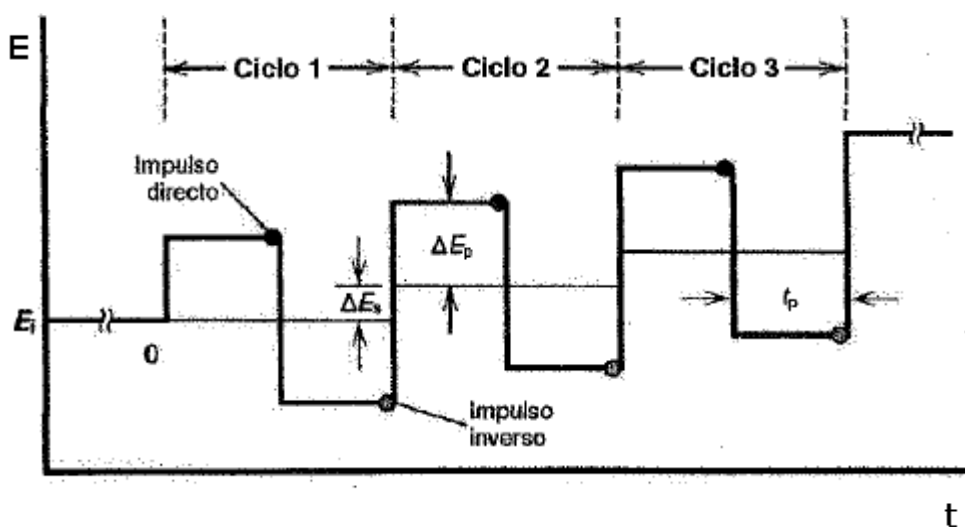 E
Ciclo 1
Ciclo 2
Ciclo 3
Impulso
directo
ΔEp
ΔEs
tp
Ei
0
Impulso
inverso
t